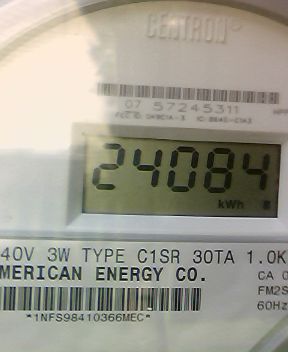 CENTRON®
07 57245311
24084
kWh
40V 3W TYPE C1SR 30TA 1.0K
MERICAN ENERGY CO.
CA 0
FM2S
60Hz
*1NFS98410366MEC*